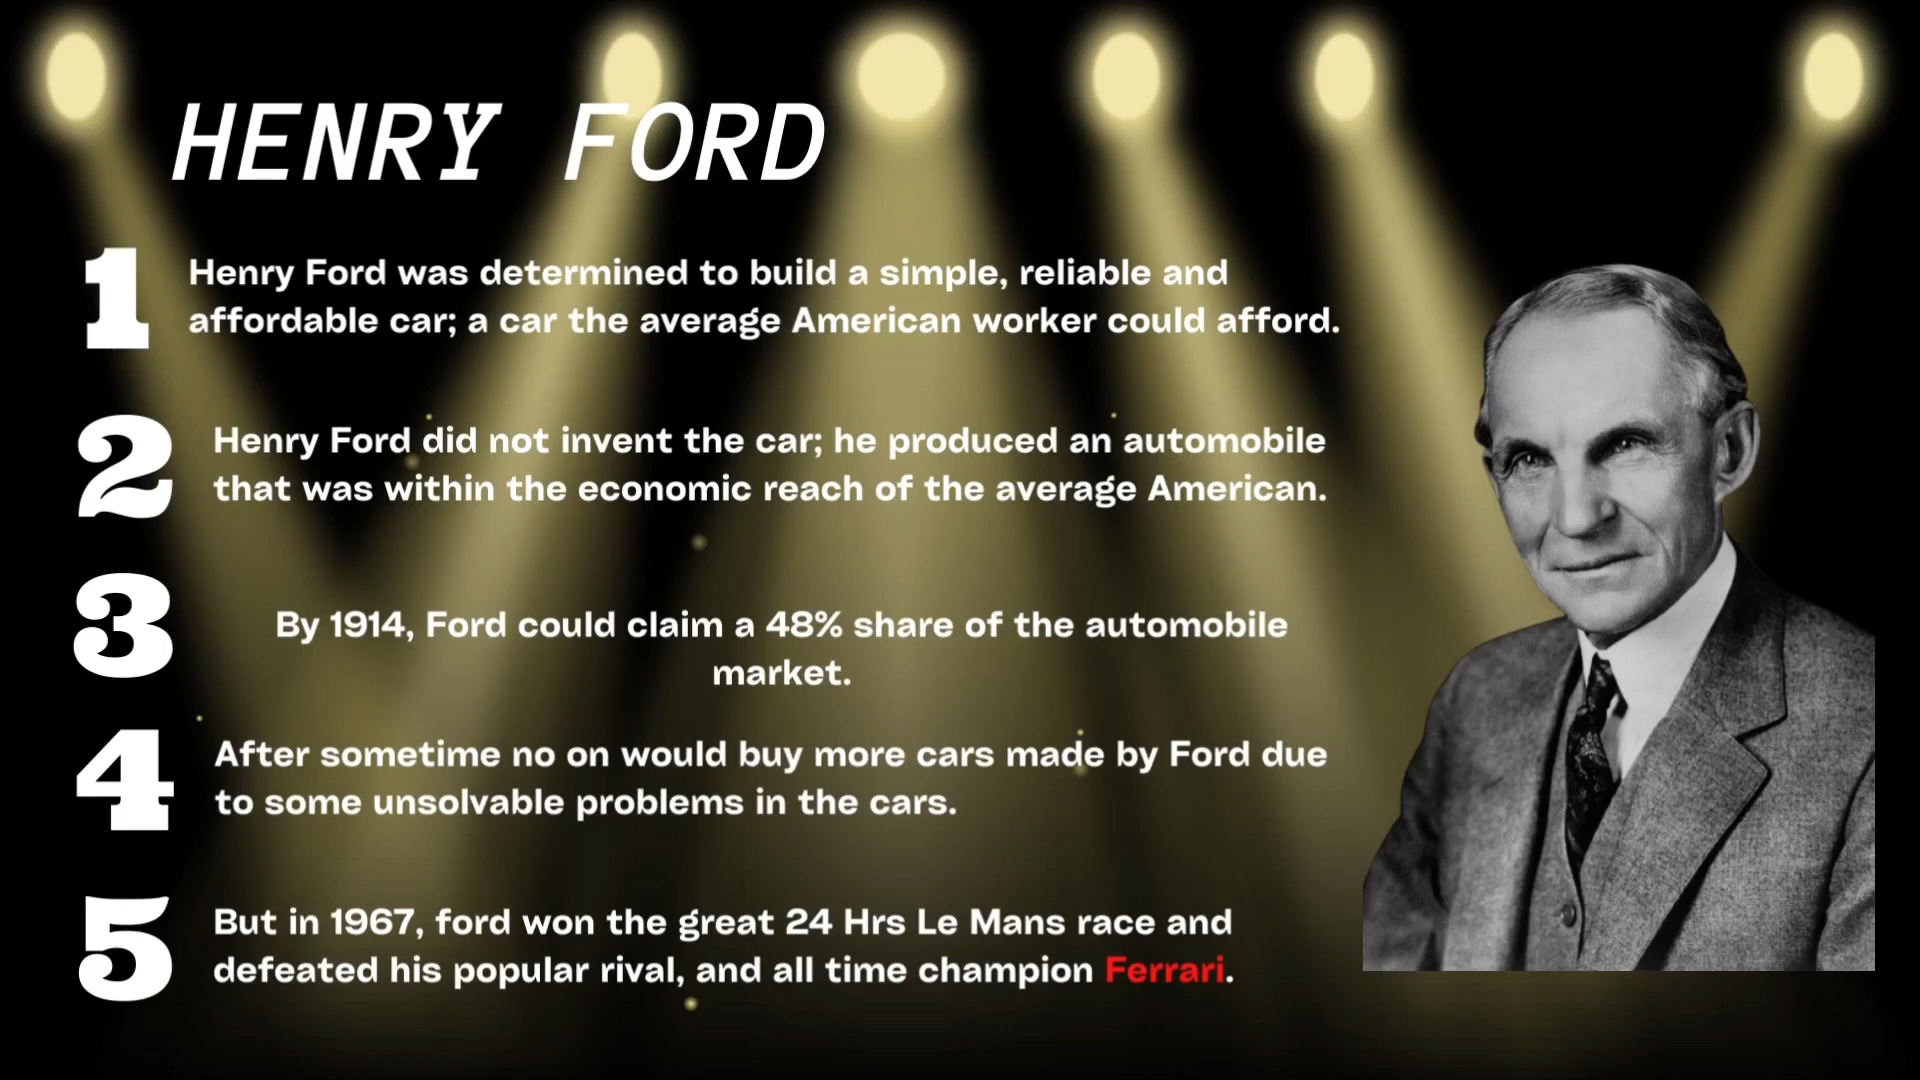 HENRY FORD
1
Henry Ford was determined to build a simple, reliable and
affordable car; a car the average American worker could afford.
2
Henry Ford did not invent the car; he produced an automobile
that was within the economic reach of the average American.
3
By 1914, Ford could claim a 48% share of the automobile
market.
4
After sometime no on would buy more cars made by Ford due
to some unsolvable problems in the cars.
5
But in 1967, ford won the great 24 Hrs Le Mans race and
defeated his popular rival, and all time champion Ferrari.